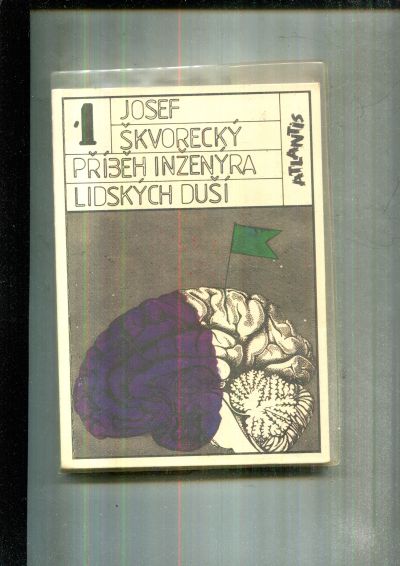 1
JOSEF
ŠKVORECKÝ
PŘÍBĚH INŽENÝRA
LIDSKÝCH DUŠÍ
ATLANTIS